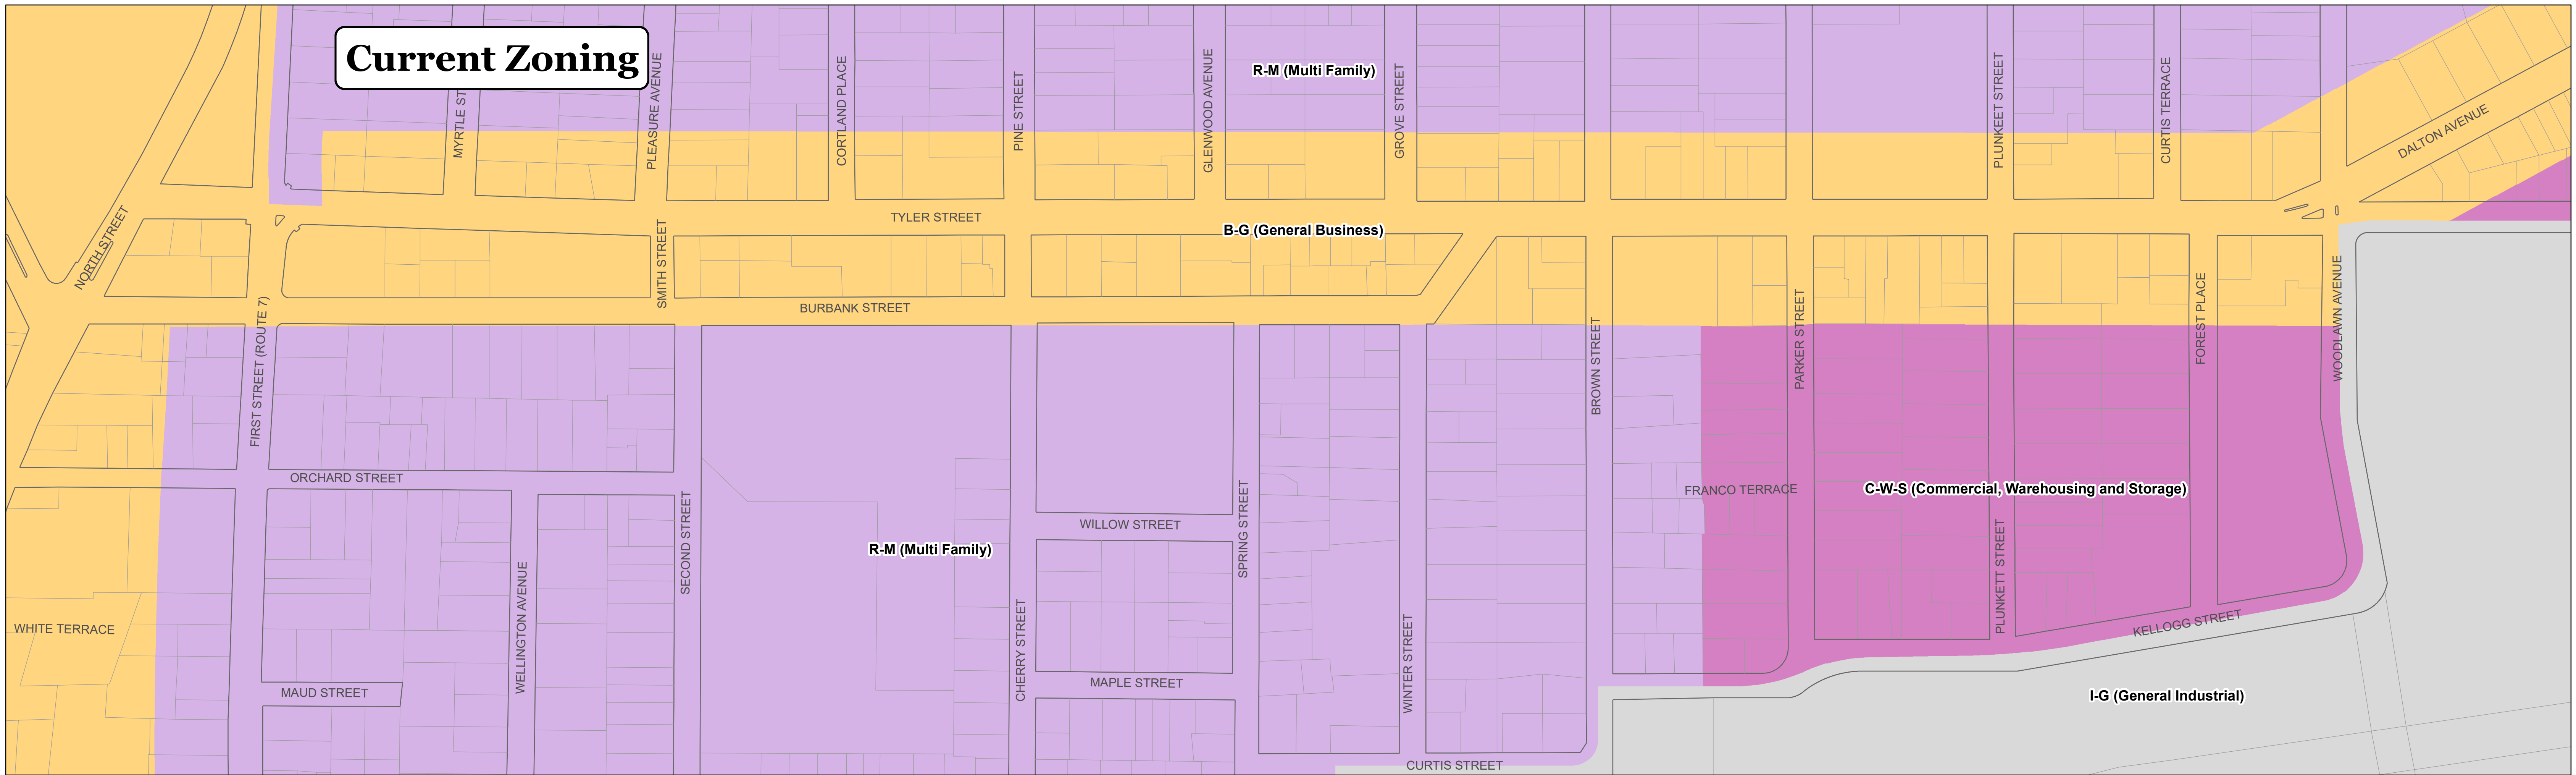 Current Zoning
MYRTLE ST
PLEASURE AVENUE
CORTLAND PLACE
PINE STREET
GLENWOOD AVENUE
R-M (Multi Family)
GROVE STREET
PLUNKEET STREET
CURTIS TERRACE
DALTON AVENUE
NORTH STREET
TYLER STREET
B-G (General Business)
SMITH STREET
BURBANK STREET
FIRST STREET (ROUTE 7)
BROWN STREET
PARKER STREET
FOREST PLACE
WOODLAWN AVENUE
ORCHARD STREET
SECOND STREET
WILLOW STREET
SPRING STREET
FRANCO TERRACE
C-W-S (Commercial, Warehousing and Storage)
R-M (Multi Family)
PLUNKETT STREET
WHITE TERRACE
WELLINGTON AVENUE
CHERRY STREET
WINTER STREET
KELLOGG STREET
MAUD STREET
MAPLE STREET
I-G (General Industrial)
CURTIS STREET